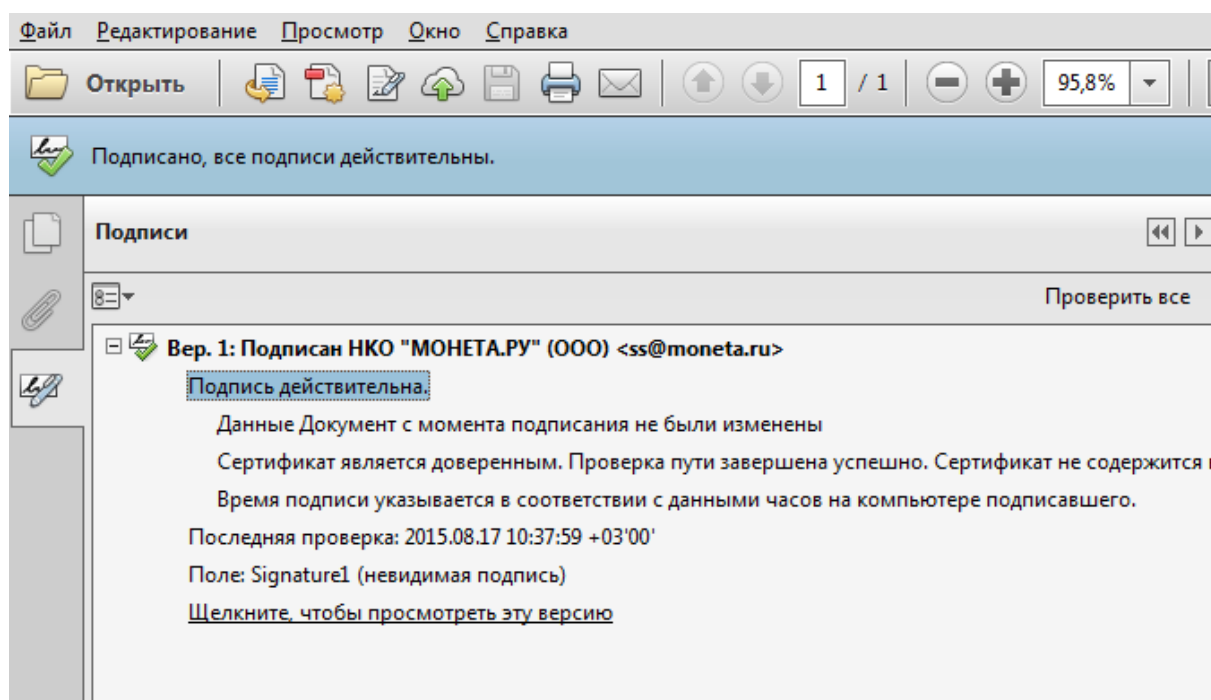 Файл Редактирование Просмотр Окно Справка
Открыть 1 / 1 95,8%
Подписано, все подписи действительны.
Подписи
Проверить все
Вер. 1: Подписан НКО "МОНЕТА.РУ" (ООО) <ss@moneta.ru>
Подпись действительна.
Данные Документ с момента подписания не были изменены
Сертификат является доверенным. Проверка пути завершена успешно. Сертификат не содержится
Время подписи указывается в соответствии с данными часов на компьютере подписавшего.
Последняя проверка: 2015.08.17 10:37:59 +03'00'
Поле: Signature1 (невидимая подпись)
Щелкните, чтобы просмотреть эту версию